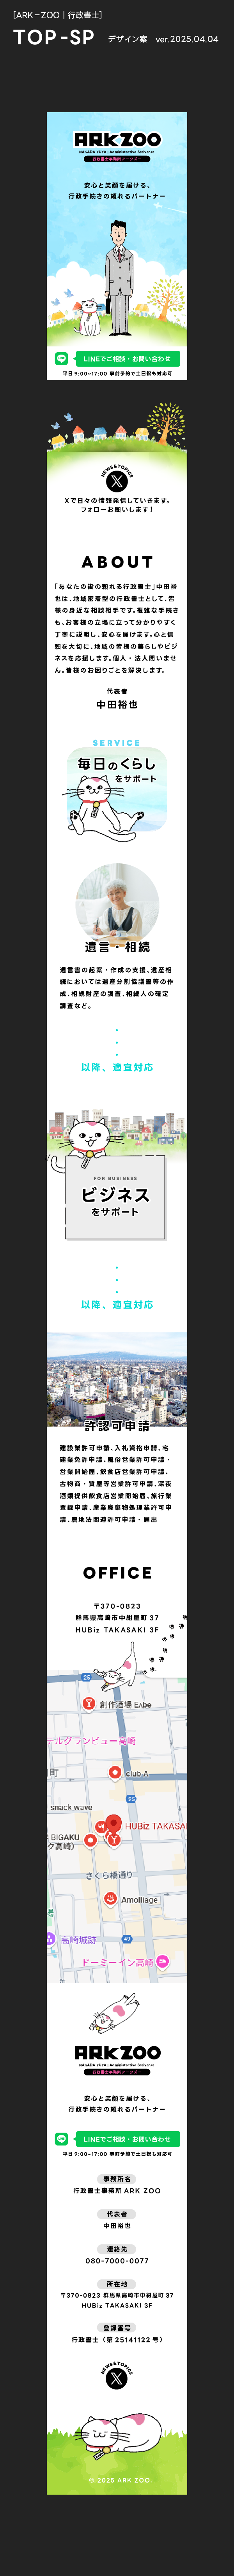 [ARK－ZOO｜行政書士]
TOP-SP デザイン案 ver.2025.04.04
ARKZOO
NAKADA YUYA | Administrative Scrivener
行政書士事務所アークズー
安心と笑顔を届ける、
行政手続きの頼れるパートナー
LINE
LINEでご相談・お問い合わせ
平日9:00~17:00 事前予約で土日祝も対応可
NEWS&TOPICS
X
Xで日々の情報発信していきます。
フォローお願いします！
ABOUT
「あなたの街の頼れる行政書士」中田裕
也は、地域密着型の行政書士として、皆
様の身近な相談相手です。複雑な手続き
も、お客様の立場に立って分かりやすく
丁寧に説明し、安心を届けます。心と信
頼を大切に、地域の皆様の暮らしやビジ
ネスを応援します。個人・法人問いませ
ん。皆様のお困りごとを解決します。
代表者
中田裕也
SERVICE
毎日のくらし
をサポート
遺言・相続
遺言書の起案・作成の支援、遺産相
続においては遺産分割協議書等の作
成、相続財産の調査、相続人の確定
調査など。
以降、適宜対応
FOR BUSINESS
ビジネス
をサポート
以降、適宜対応
許認可申請
建設業許可申請、入札資格申請、宅
建業免許申請、風俗営業許可申請・
営業開始届、飲食店営業許可申請、
古物商・質屋等営業許可申請、深夜
酒類提供飲食店営業開始届、旅行業
登録申請、産業廃棄物処理業許可申
請、農地法関連許可申請・届出
OFFICE
〒370-0823
群馬県高崎市中紺屋町 37
HUBiz TAKASAKI 3F
25
創作酒場 Eλbe
テルグランビュー高崎
club A
25
snack wave
HUBiz TAKASAK
BIGAKU
ク高崎)
さくら橋通り
Amolliage
49
高崎城跡
ドーミーイン高崎
ARKZOO
NAKADA YUYA | Administrative Scrivener
行政書士事務所アークズー
安心と笑顔を届ける、
行政手続きの頼れるパートナー
LINE
LINEでご相談・お問い合わせ
平日9:00~17:00 事前予約で土日祝も対応可
事務所名
行政書士事務所 ARK ZOO
代表者
中田裕也
連絡先
080-7000-0077
所在地
〒370-0823 群馬県高崎市中紺屋町 37
HUBiz TAKASAKI 3F
登録番号
行政書士（第 25141122 号）
NEWS&TOPICS
X
© 2025 ARK ZOO.